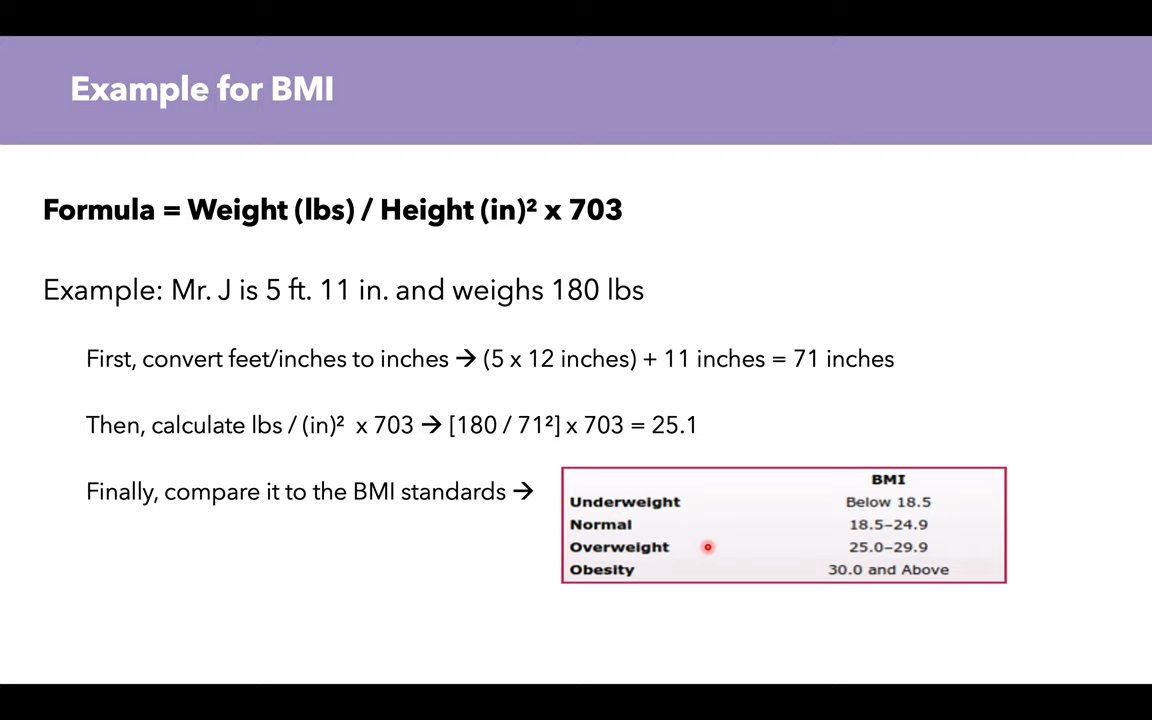 Example for BMI
Formula = Weight (lbs) / Height (in)² x 703
Example: Mr. J is 5 ft. 11 in. and weighs 180 lbs
First, convert feet/inches to inches → (5 x 12 inches) + 11 inches = 71 inches
Then, calculate lbs / (in)² x 703 → [180 / 71²] x 703 = 25.1
Finally, compare it to the BMI standards →
BMI
Underweight Below 18.5
Normal 18.5–24.9
Overweight 25.0–29.9
Obesity 30.0 and Above